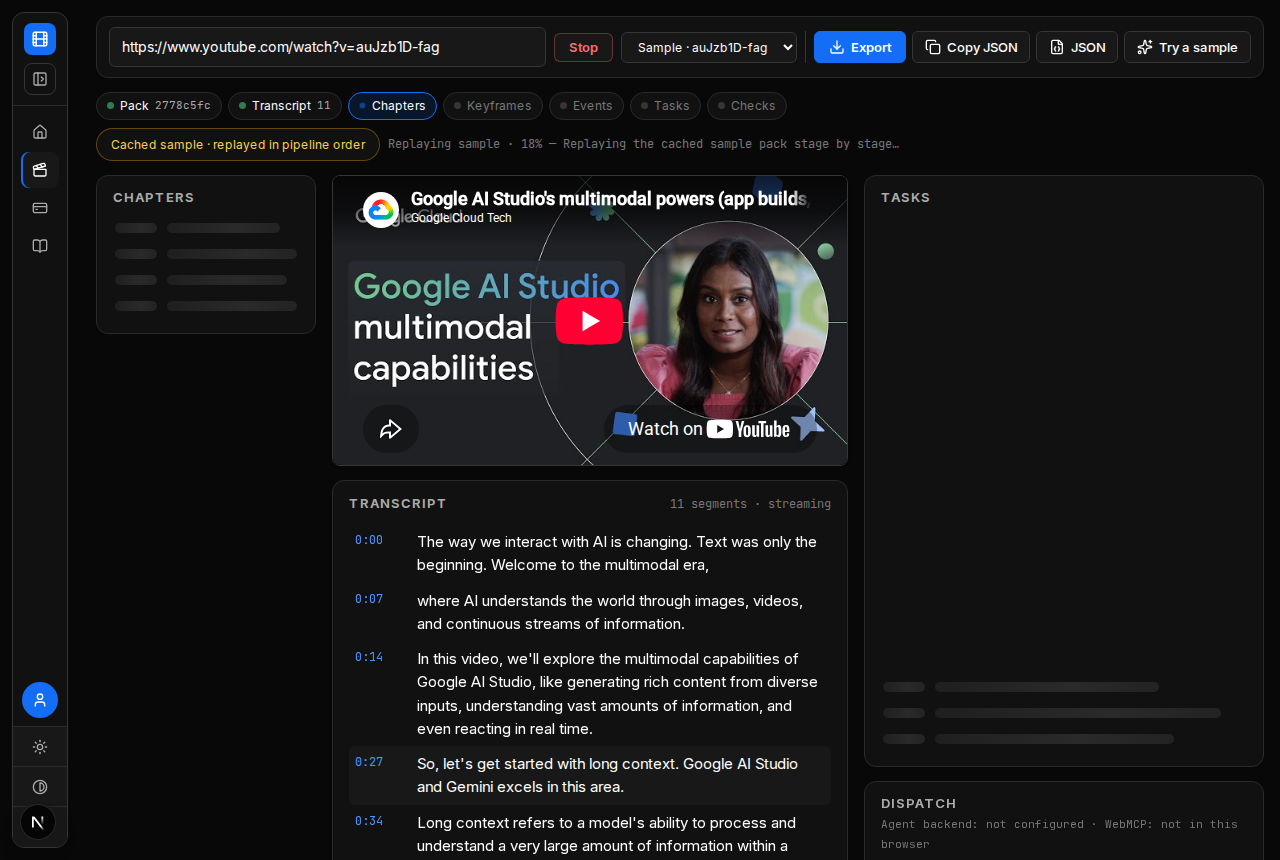 https://www.youtube.com/watch?v=auJzb1D-fag
Stop
Sample · auJzb1D-fag
Export
Copy JSON
JSON
Try a sample
Pack 2778c5fc
Transcript 11
Chapters
Keyframes
Events
Tasks
Checks
Cached sample · replayed in pipeline order
Replaying sample · 18% — Replaying the cached sample pack stage by stage…
CHAPTERS
Google AI Studio's multimodal powers (app builds,
Google Cloud Tech
Google Cloud
Google AI Studio
multimodal
capabilities
Watch on YouTube
TRANSCRIPT
11 segments · streaming
0:00
The way we interact with AI is changing. Text was only the
beginning. Welcome to the multimodal era,
0:07
where AI understands the world through images, videos,
and continuous streams of information.
0:14
In this video, we'll explore the multimodal capabilities of
Google AI Studio, like generating rich content from diverse
inputs, understanding vast amounts of information, and
even reacting in real time.
0:27
So, let's get started with long context. Google AI Studio
and Gemini excels in this area.
0:34
Long context refers to a model's ability to process and
understand a very large amount of information within a
TASKS
DISPATCH
Agent backend: not configured · WebMCP: not in this
browser